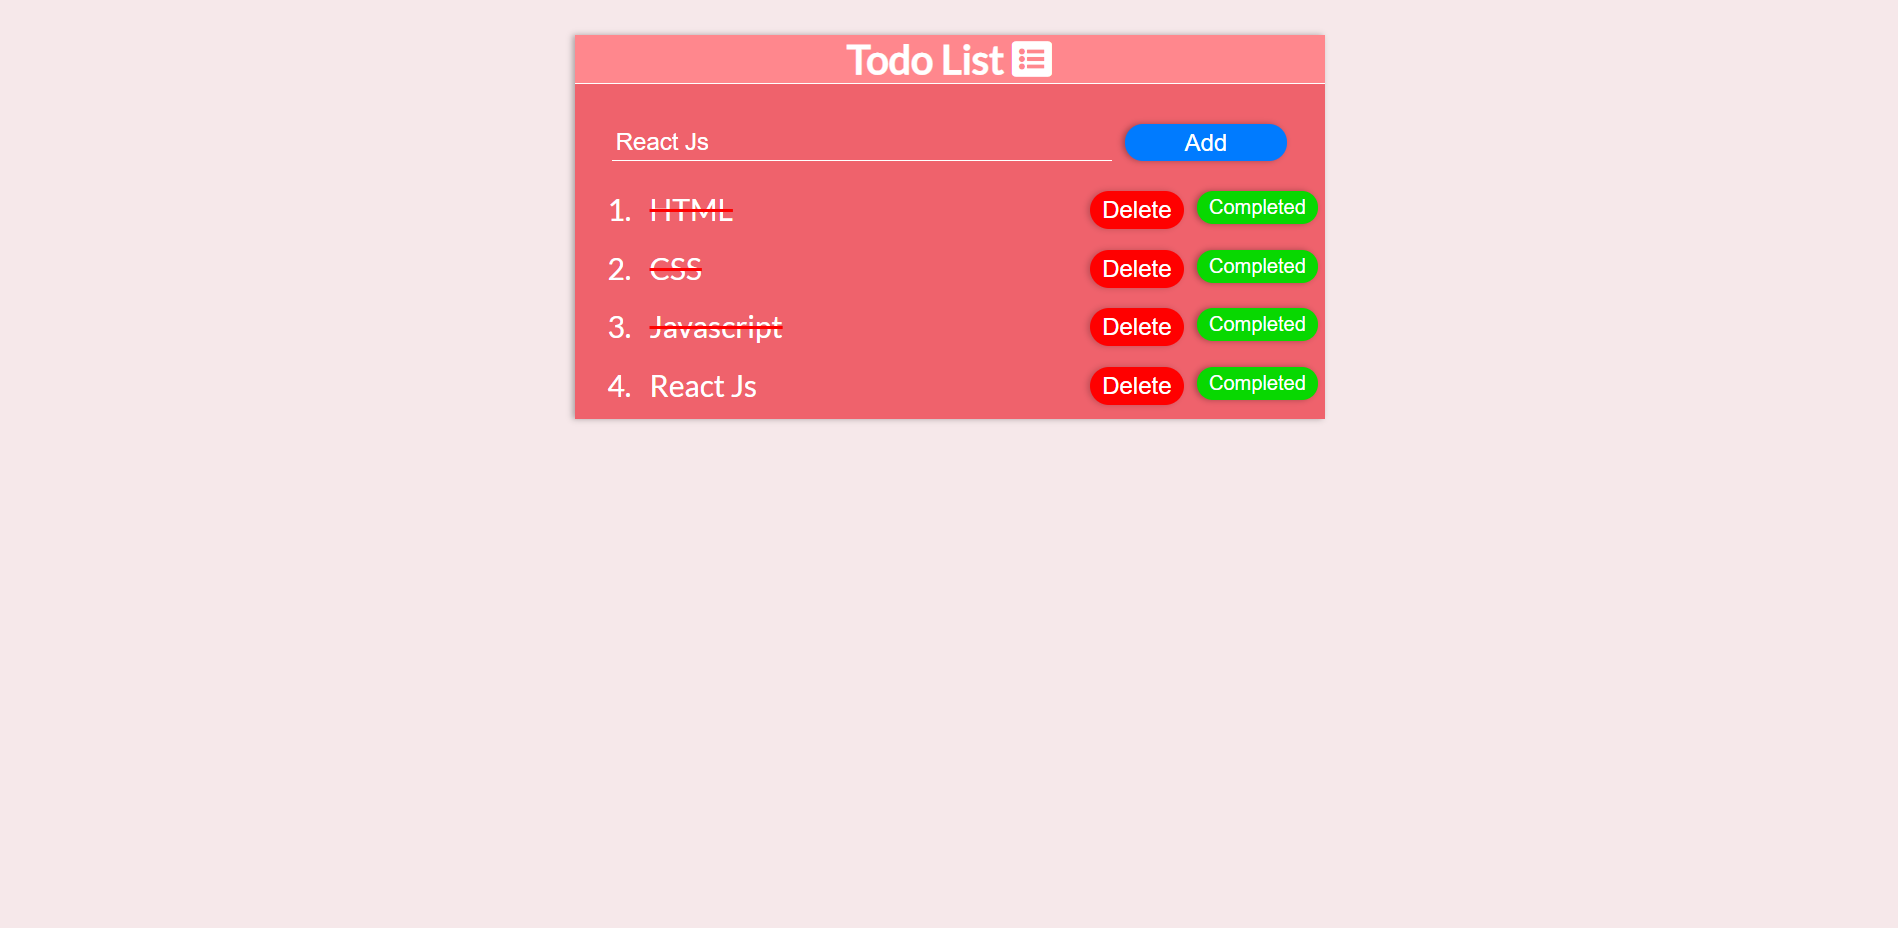 Todo List
React Js Add
1. HTML Delete Completed
2. CSS Delete Completed
3. Javascript Delete Completed
4. React Js Delete Completed